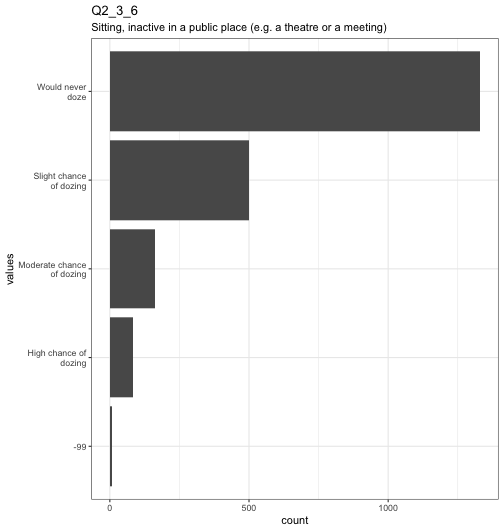 Q2_3_6
Sitting, inactive in a public place (e.g. a theatre or a meeting)
Would never
doze
Slight chance
of dozing
Moderate chance
of dozing
High chance of
dozing
-99
values
0
500
1000
count